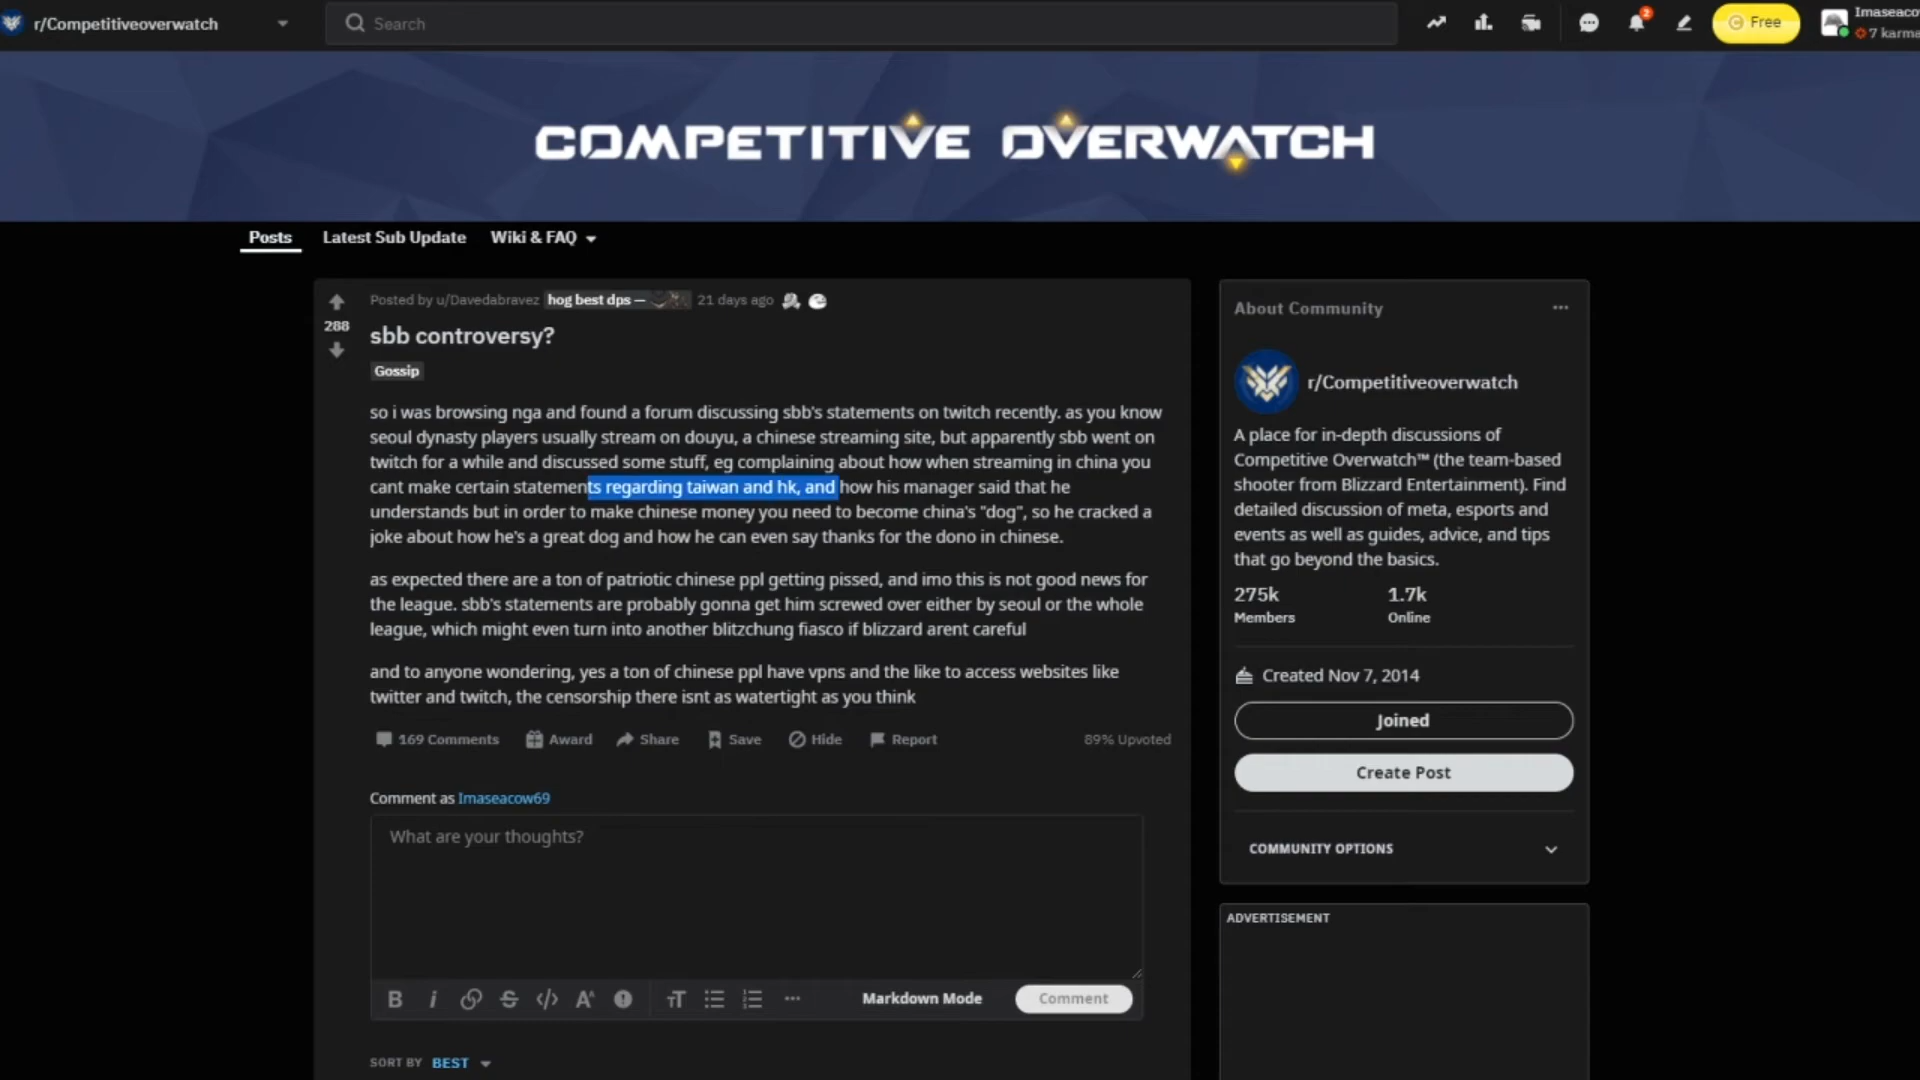 r/Competitiveoverwatch
Search
2
Free
Imaseaco
7 karma
COMPETITIVE OVERWATCH
Posts
Latest Sub Update
Wiki & FAQ
Posted by u/Davedabravez hog best dps — 21 days ago
288
sbb controversy?
Gossip
so i was browsing nga and found a forum discussing sbb's statements on twitch recently. as you know
seoul dynasty players usually stream on douyu, a chinese streaming site, but apparently sbb went on
twitch for a while and discussed some stuff, eg complaining about how when streaming in china you
cant make certain statements regarding taiwan and hk, and how his manager said that he
understands but in order to make chinese money you need to become china's "dog", so he cracked a
joke about how he's a great dog and how he can even say thanks for the dono in chinese.
as expected there are a ton of patriotic chinese ppl getting pissed, and imo this is not good news for
the league. sbb's statements are probably gonna get him screwed over either by seoul or the whole
league, which might even turn into another blitzchung fiasco if blizzard arent careful
and to anyone wondering, yes a ton of chinese ppl have vpns and the like to access websites like
twitter and twitch, the censorship there isnt as watertight as you think
169 Comments
Award
Share
Save
Hide
Report
89% Upvoted
Comment as Imaseacow69
What are your thoughts?
Markdown Mode
Comment
SORT BY BEST
About Community
r/Competitiveoverwatch
A place for in-depth discussions of
Competitive Overwatch™ (the team-based
shooter from Blizzard Entertainment). Find
detailed discussion of meta, esports and
events as well as guides, advice, and tips
that go beyond the basics.
275k
Members
1.7k
Online
Created Nov 7, 2014
Joined
Create Post
COMMUNITY OPTIONS
ADVERTISEMENT